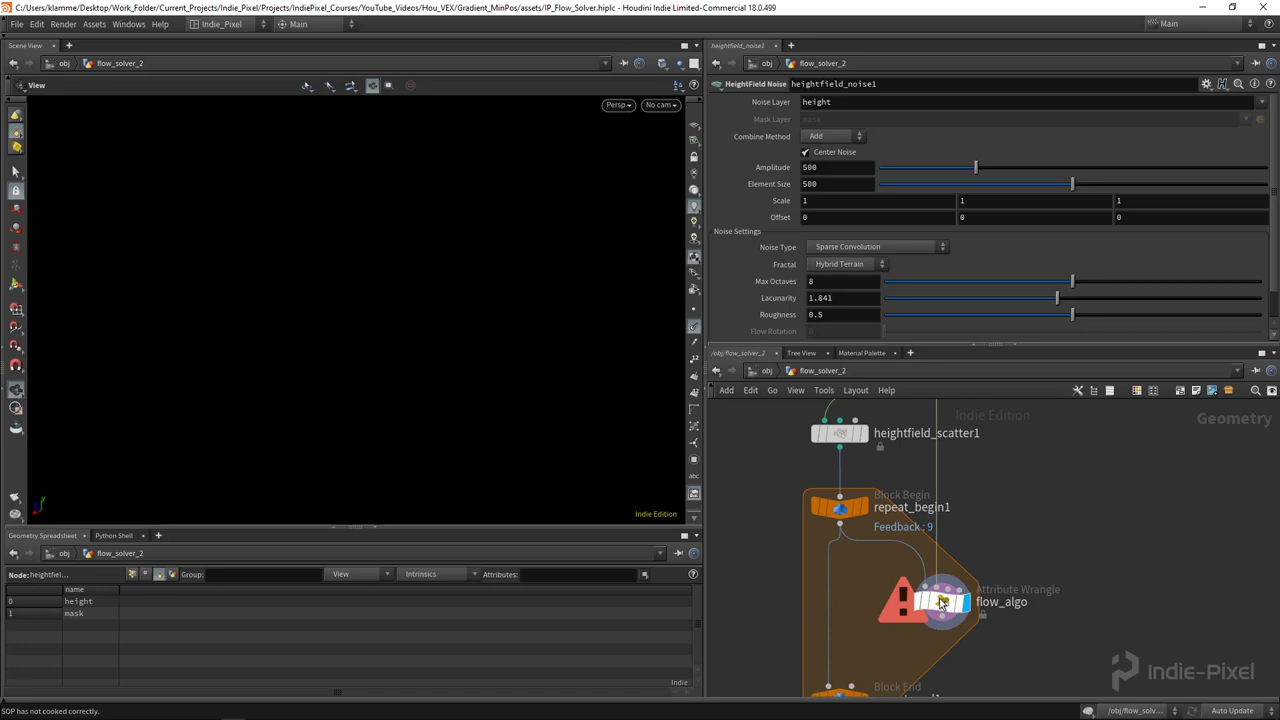 C:/Users/klamme/Desktop/Work_Folder/Current_Projects/Projects/IndiePixel_Courses/YouTube_Videos/Hou_VEX/Gradient_MinPos/assets/IP_Flow_Solver.hiplc - Houdini Indie Limited-Commercial 18.0.499
File Edit Render Assets Windows Help Indie_Pixel Main Main
Scene View
obj flow_solver_2
View
Persp No cam
Indie Edition
abc
Geometry Spreadsheet Python Shell
obj flow_solver_2
Node: heightfiel... Group: View Intrinsics Attributes:
name
0 height
1 mask
Indie
SOP has not cooked correctly.
heightfield_noise1
obj flow_solver_2
HeightField Noise heightfield_noise1
Noise Layer height
Mask Layer mask
Combine Method Add
Center Noise
Amplitude 500
Element Size 500
Scale 1 1 1
Offset 0 0 0
Noise Settings
Noise Type Sparse Convolution
Fractal Hybrid Terrain
Max Octaves 8
Lacunarity 1.841
Roughness 0.5
Flow Rotation 0
/obj/flow_solver_2 Tree View Material Palette
obj flow_solver_2
Add Edit Go View Tools Layout Help
Indie Edition
Geometry
heightfield_scatter1
Block Begin
repeat_begin1
Feedback : 9
Attribute Wrangle
flow_algo
Block End
Indie-Pixel
/obj/flow_solv... Auto Update